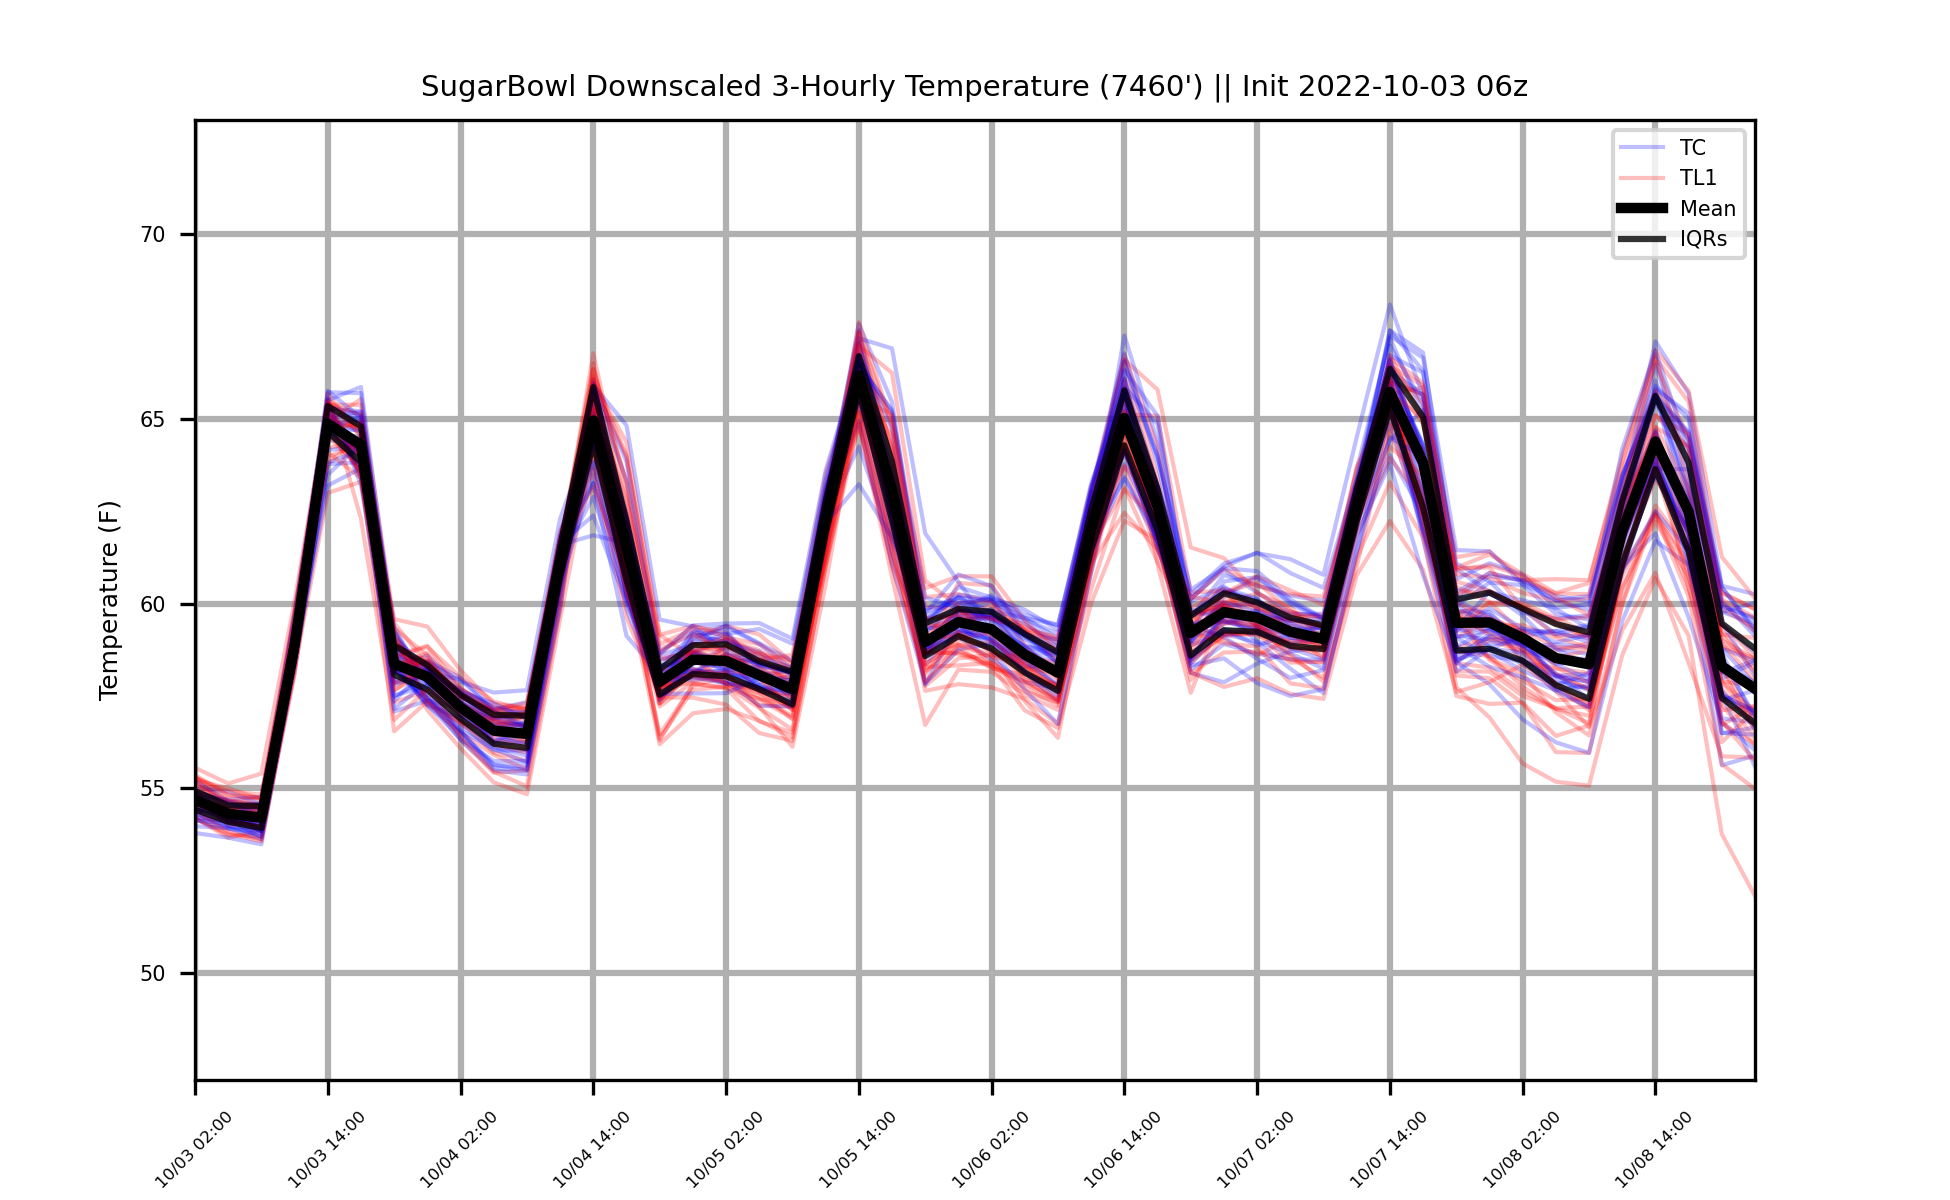 SugarBowl Downscaled 3-Hourly Temperature (7460') || Init 2022-10-03 06z
TC
TL1
Mean
IQRs
Temperature (F)
70
65
60
55
50
10/03 02:00
10/03 14:00
10/04 02:00
10/04 14:00
10/05 02:00
10/05 14:00
10/06 02:00
10/06 14:00
10/07 02:00
10/07 14:00
10/08 02:00
10/08 14:00